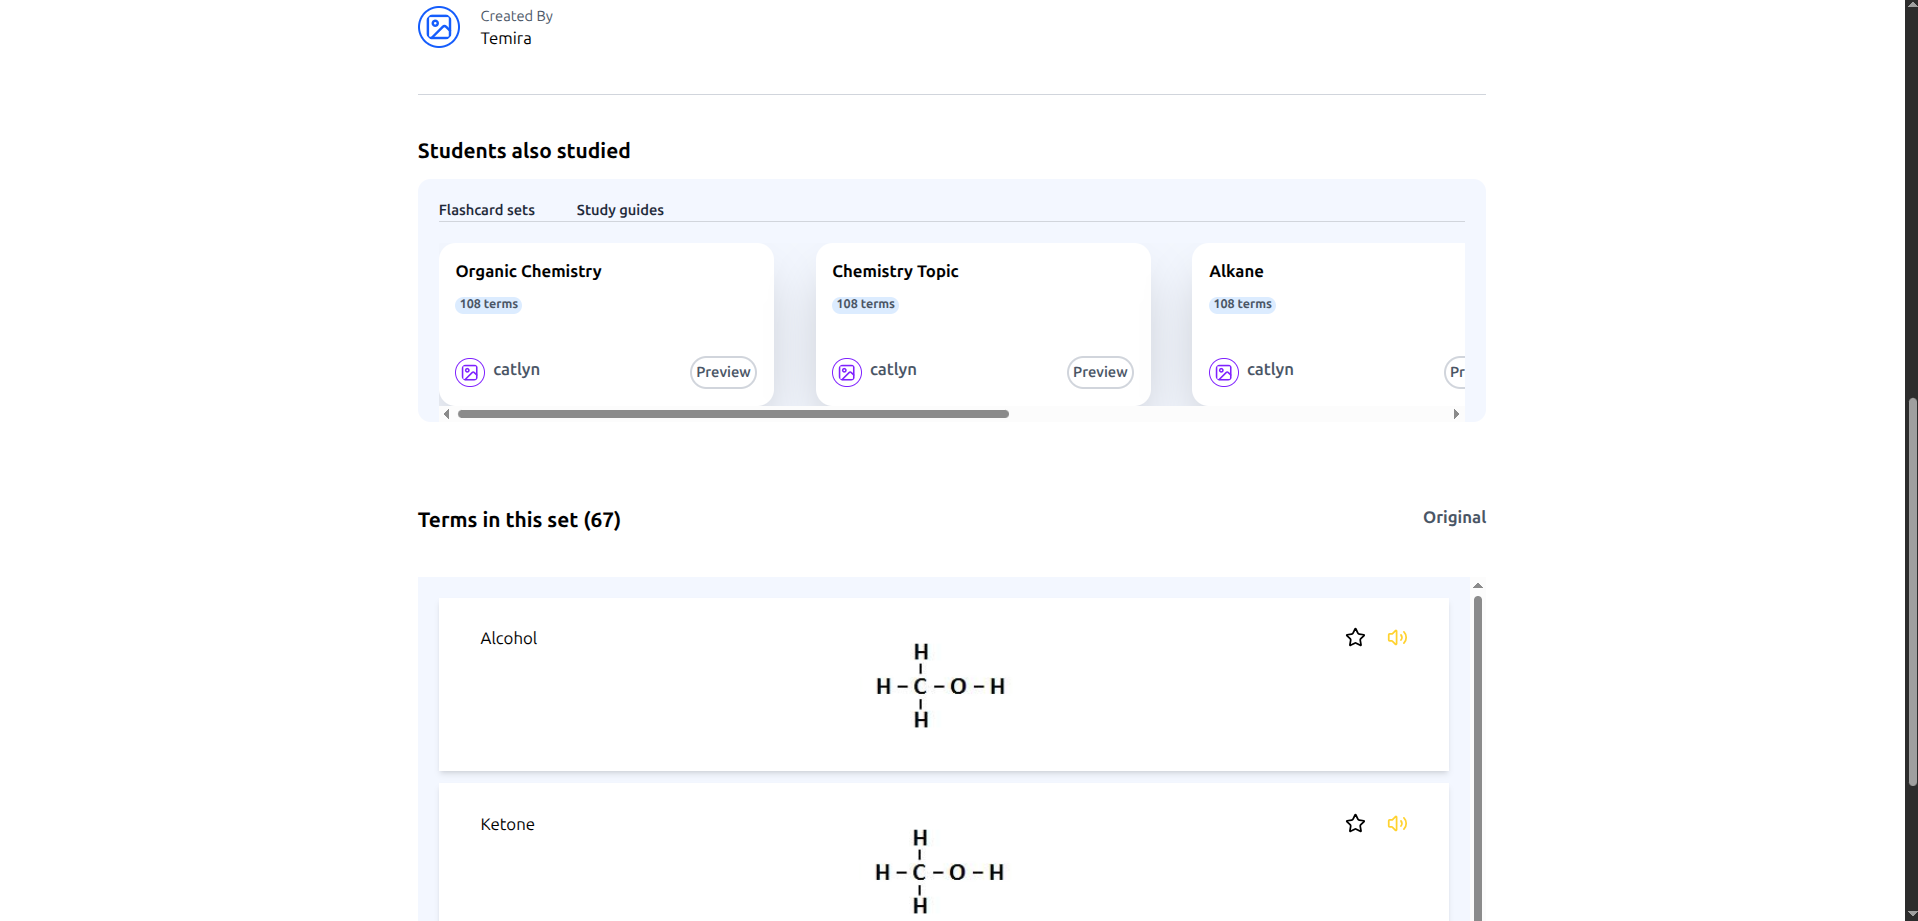 Created By
Temira
Students also studied
Flashcard sets Study guides
Organic Chemistry
108 terms
catlyn
Preview
Chemistry Topic
108 terms
catlyn
Preview
Alkane
108 terms
catlyn
Pr
Terms in this set (67)
Original
Alcohol
H
H – C – O – H
H
Ketone
H
H – C – O – H
H